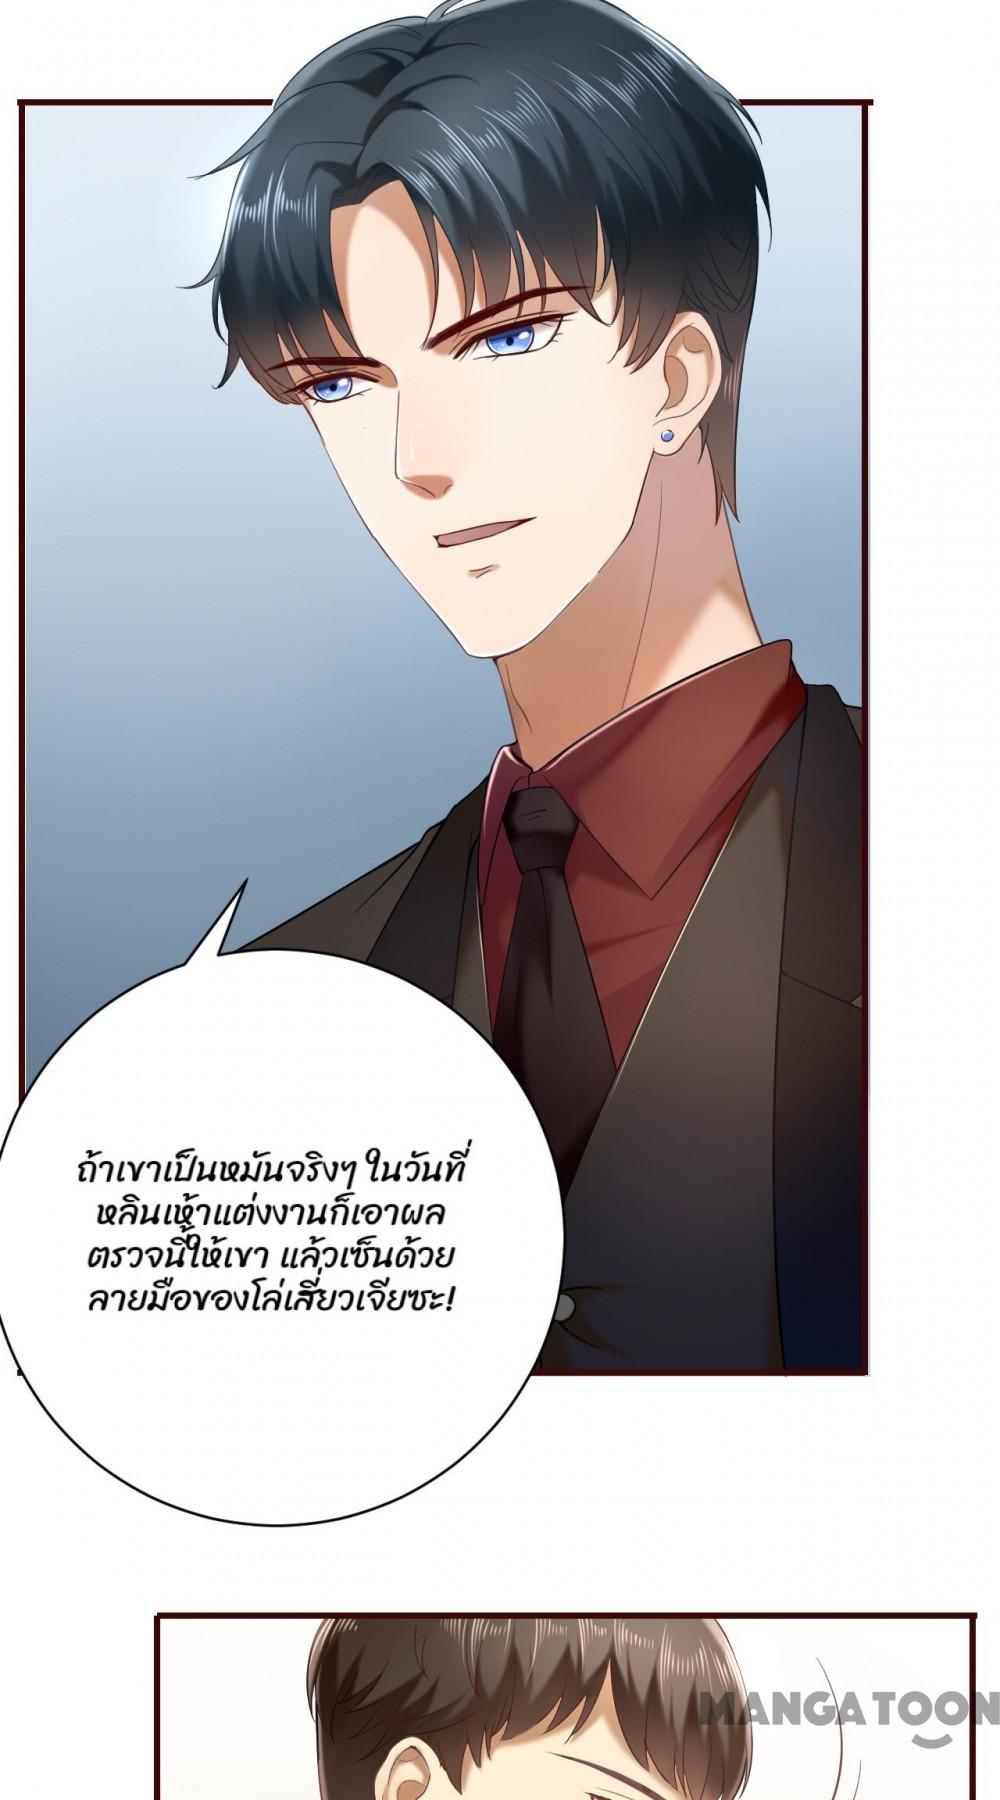 ถ้าเขาเป็นหมันจริงๆ ในวันที่
หลินเห้าแต่งงานก็เอาผล
ตรวจนี้ให้เขา แล้วเซ็นด้วย
ลายมือของโล่เสี่ยวเจียซะ!
MANGATOON